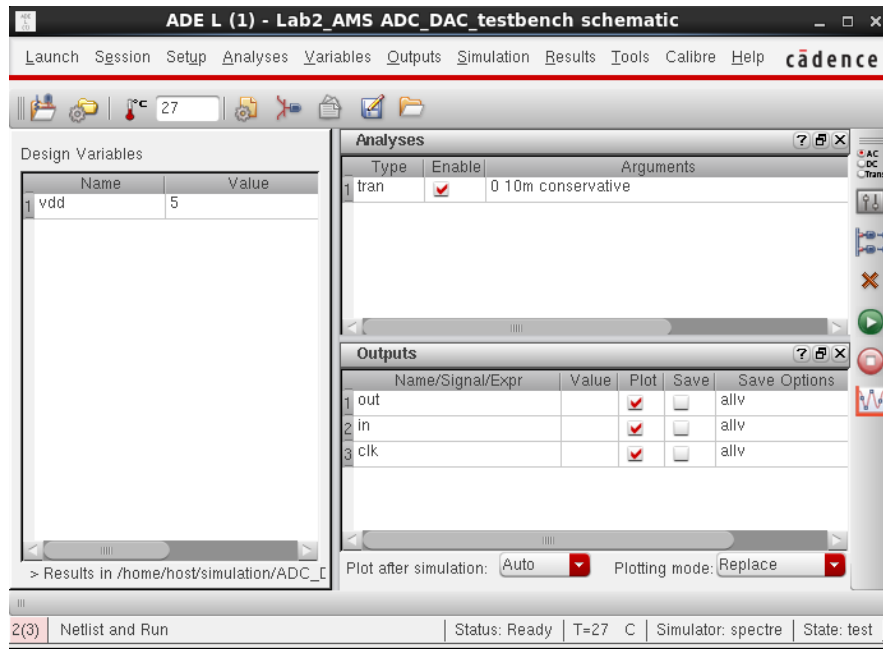 ADE L (1) - Lab2_AMS ADC_DAC_testbench schematic
Launch Session Setup Analyses Variables Outputs Simulation Results Tools Calibre Help cādence
°C 27
Design Variables
Name Value
1 vdd 5
> Results in /home/host/simulation/ADC_D
Analyses
Type Enable Arguments
1 tran 0 10m conservative
Outputs
Name/Signal/Expr Value Plot Save Save Options
1 out allv
2 in allv
3 clk allv
Plot after simulation: Auto Plotting mode: Replace
AC
DC
Trans
2(3) Netlist and Run Status: Ready T=27 C Simulator: spectre State: test